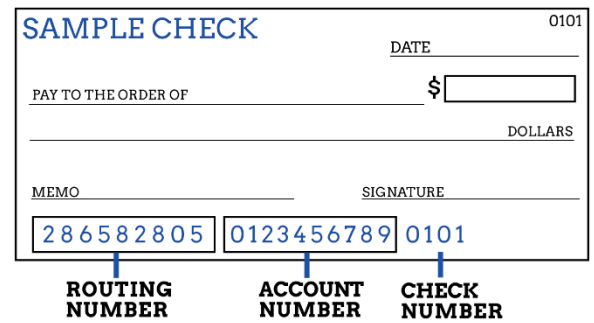 SAMPLE CHECK 0101
DATE
PAY TO THE ORDER OF $
DOLLARS
MEMO SIGNATURE
286582805 0123456789 0101
ROUTING NUMBER
ACCOUNT NUMBER
CHECK NUMBER